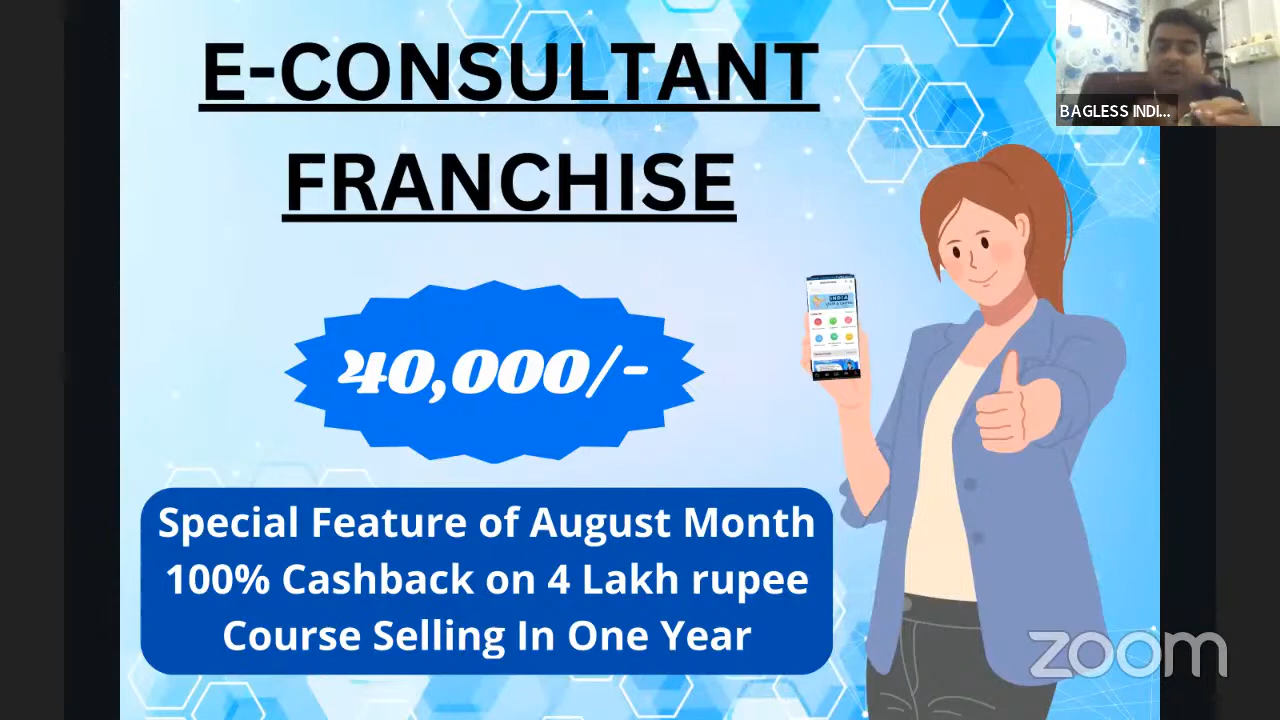 E-CONSULTANT
FRANCHISE
40,000/-
Special Feature of August Month
100% Cashback on 4 Lakh rupee
Course Selling In One Year
BAGLESS INDI...
INDIA
zoom